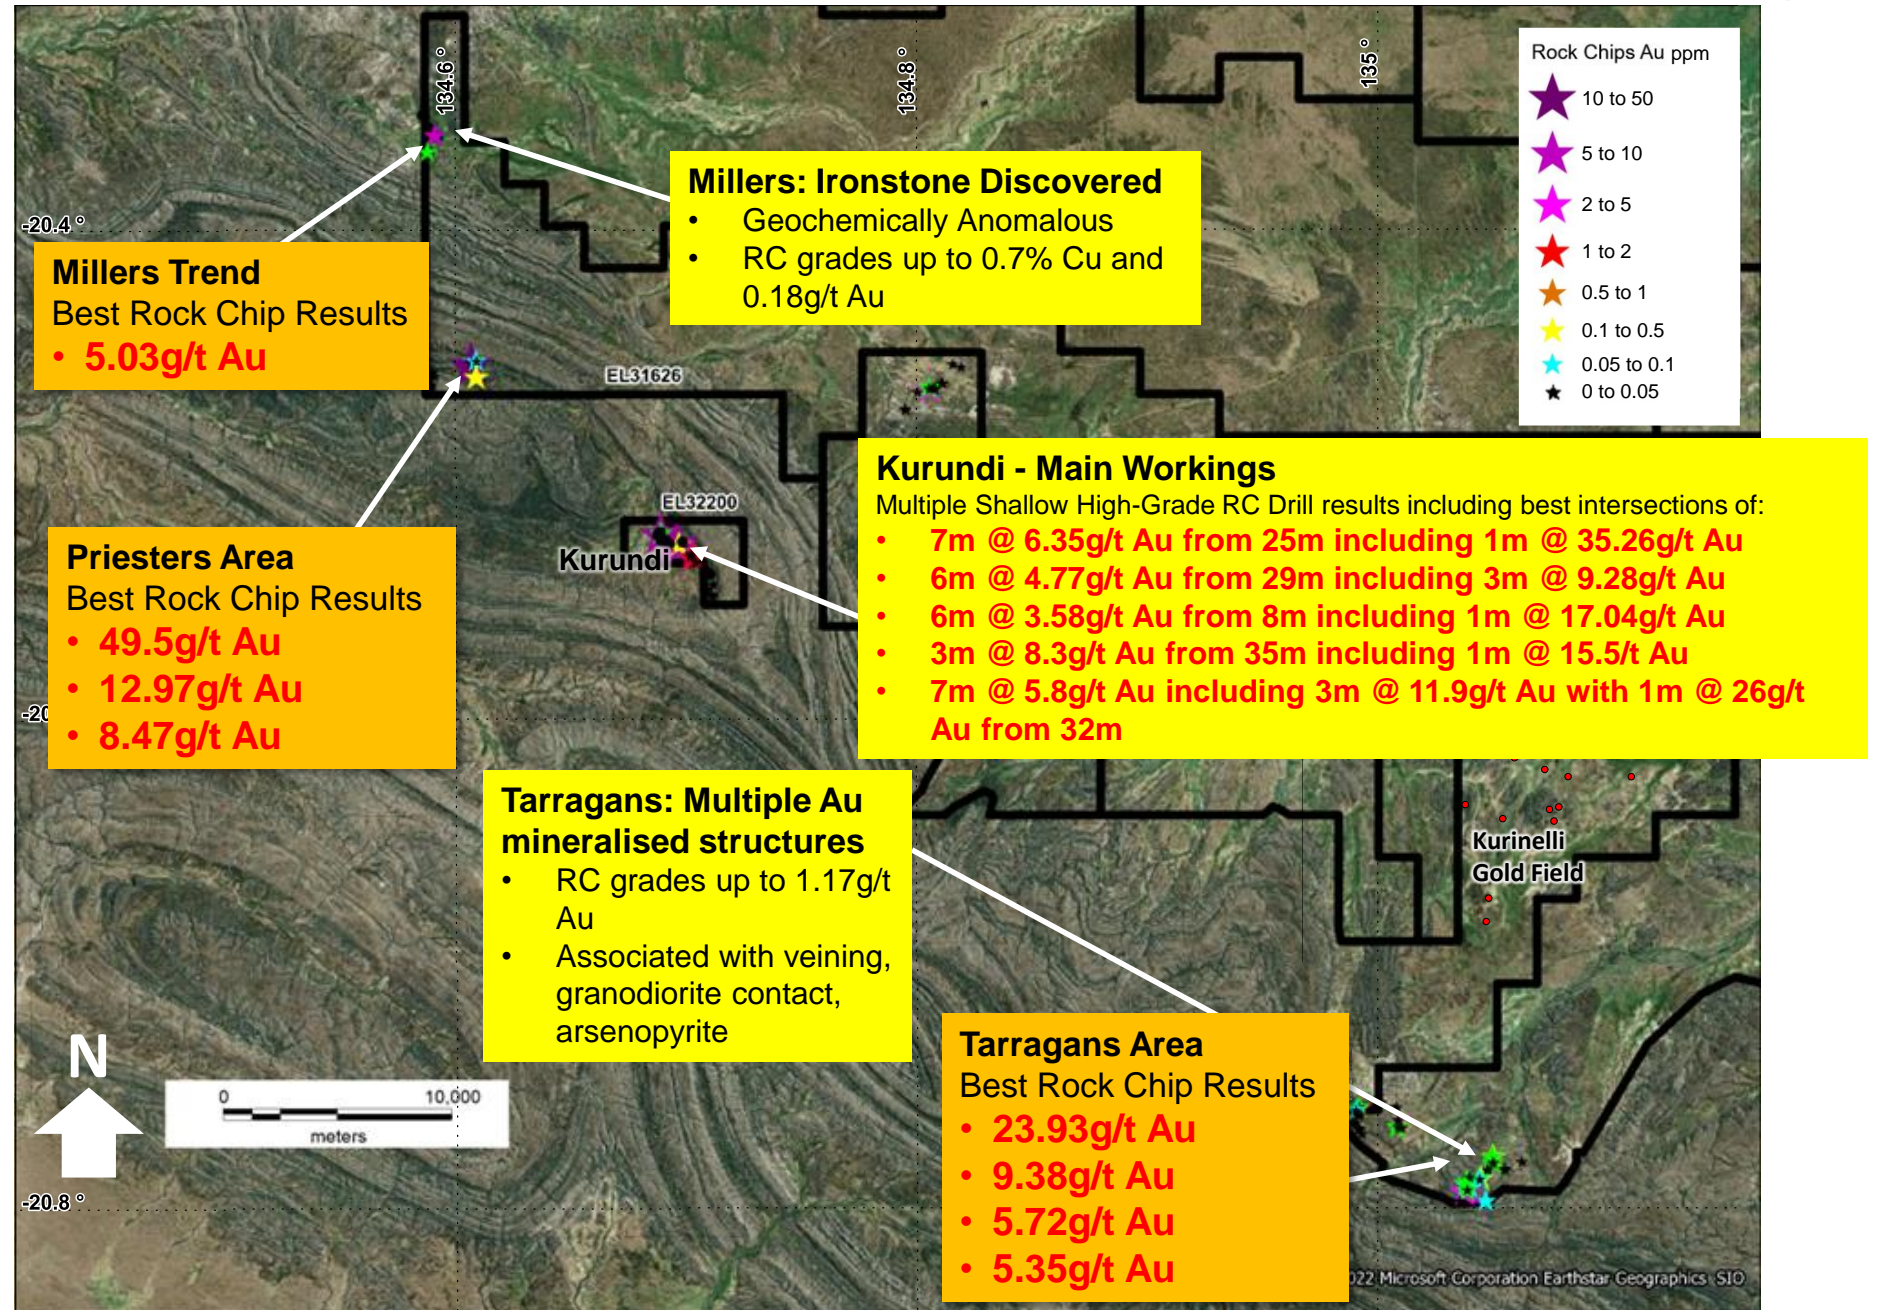 134.6 °
134.8 °
135 °
Rock Chips Au ppm
10 to 50
5 to 10
2 to 5
1 to 2
0.5 to 1
0.1 to 0.5
0.05 to 0.1
0 to 0.05
Millers: Ironstone Discovered
• Geochemically Anomalous
• RC grades up to 0.7% Cu and
0.18g/t Au
-20.4 °
Millers Trend
Best Rock Chip Results
• 5.03g/t Au
EL31626
Kurundi - Main Workings
Multiple Shallow High-Grade RC Drill results including best intersections of:
• 7m @ 6.35g/t Au from 25m including 1m @ 35.26g/t Au
• 6m @ 4.77g/t Au from 29m including 3m @ 9.28g/t Au
• 6m @ 3.58g/t Au from 8m including 1m @ 17.04g/t Au
• 3m @ 8.3g/t Au from 35m including 1m @ 15.5/t Au
• 7m @ 5.8g/t Au including 3m @ 11.9g/t Au with 1m @ 26g/t
Au from 32m
EL32200
Kurundi
Priesters Area
Best Rock Chip Results
• 49.5g/t Au
• 12.97g/t Au
• 8.47g/t Au
-20
Tarragans: Multiple Au
mineralised structures
• RC grades up to 1.17g/t
Au
• Associated with veining,
granodiorite contact,
arsenopyrite
Kurinelli
Gold Field
Tarragans Area
Best Rock Chip Results
• 23.93g/t Au
• 9.38g/t Au
• 5.72g/t Au
• 5.35g/t Au
N
0 10,000
meters
-20.8 °
022 Microsoft Corporation Earthstar Geographics SIO